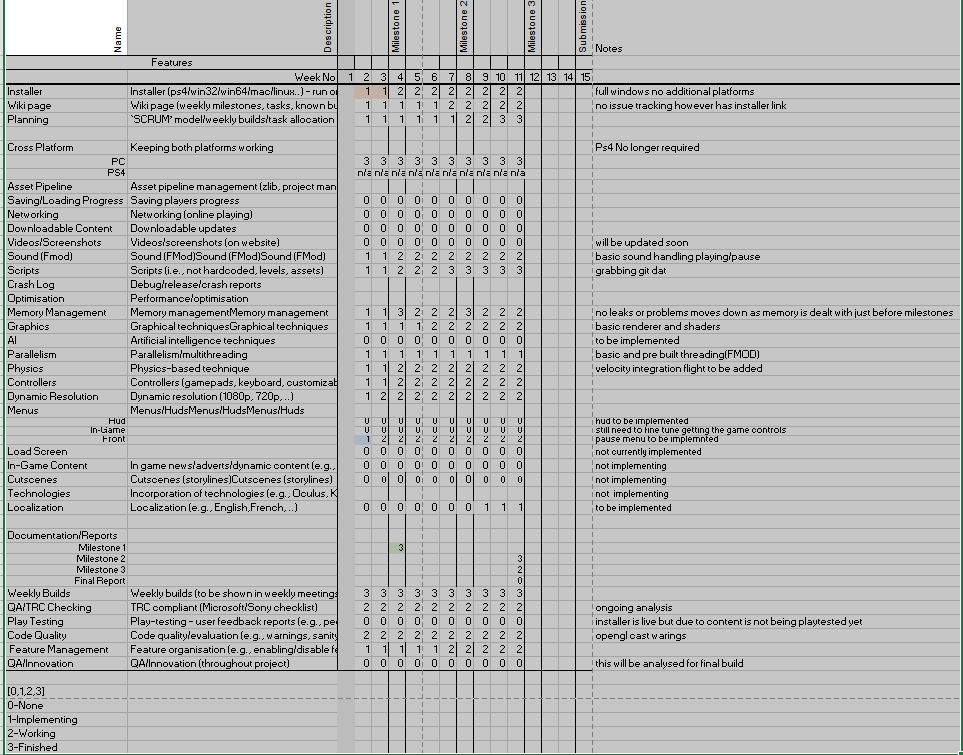 Name Description Milestone 1 Milestone 2 Milestone 3 Submission Notes
Features
Week No 1 2 3 4 5 6 7 8 9 10 11 12 13 14 15
Installer Installer (ps4/win32/win64/mac/linux..) - run o 1 1 2 2 2 2 2 2 2 2 full windows no additional platforms
Wiki page Wiki page (weekly milestones, tasks, known bu 1 1 1 1 1 2 2 2 2 2 no issue tracking however has installer link
Planning `SCRUM' model/weekly builds/task allocation 1 1 1 1 1 1 2 2 3 3
Cross Platform Keeping both platforms working Ps4 No longer required
PC 3 3 3 3 3 3 3 3 3 3
PS4 n/a n/a n/a n/a n/a n/a n/a n/a n/a n/a
Asset Pipeline Asset pipeline management (zlib, project man
Saving/Loading Progress Saving players progress 0 0 0 0 0 0 0 0 0 0
Networking Networking (online playing) 0 0 0 0 0 0 0 0 0 0
Downloadable Content Downloadable updates 0 0 0 0 0 0 0 0 0 0
Videos/Screenshots Videos/screenshots (on website) 0 0 0 0 0 0 0 0 0 0 will be updated soon
Sound (Fmod) Sound (FMod)Sound (FMod)Sound (FMod) 1 1 2 2 2 2 2 2 2 2 basic sound handling playing/pause
Scripts Scripts (i.e., not hardcoded, levels, assets) 1 1 2 2 2 3 3 3 3 3 grabbing git dat
Crash Log Debug/release/crash reports
Optimisation Performance/optimisation
Memory Management Memory managementMemory management 1 1 3 2 2 2 3 2 2 2 no leaks or problems moves down as memory is dealt with just before milestones
Graphics Graphical techniquesGraphical techniques 1 1 1 1 2 2 2 2 2 2 basic renderer and shaders
AI Artificial intelligence techniques 0 0 0 0 0 0 0 0 0 0 to be implemented
Parallelism Parallelism/multithreading 1 1 1 1 1 1 1 1 1 1 basic and pre built threading(FMOD)
Physics Physics-based technique 1 1 2 2 2 2 2 2 2 2 velocity integration flight to be added
Controllers Controllers (gamepads, keyboard, customizab 1 1 2 2 2 2 2 2 2 2
Dynamic Resolution Dynamic resolution (1080p, 720p,..) 1 2 2 2 2 2 2 2 2 2
Menus Menus/HudsMenus/HudsMenus/Huds
Hud 0 0 0 0 0 0 0 0 0 0 hud to be implemented
In-Game 0 0 0 0 0 0 0 0 0 0 still need to fine tune getting the game controls
Front 1 2 2 2 2 2 2 2 2 2 pause menu to be implemnted
Load Screen 0 0 0 0 0 0 0 0 0 0 not currently implemented
In-Game Content In game news/adverts/dynamic content (e.g., 0 0 0 0 0 0 0 0 0 0 not implementing
Cutscenes Cutscenes (storylines)Cutscenes (storylines) 0 0 0 0 0 0 0 0 0 0 not implementing
Technologies Incorporation of technologies (e.g., Oculus, K not implementing
Localization Localization (e.g., English,French, ..) 0 0 0 0 0 0 0 1 1 1 to be implemented
Documentation/Reports
Milestone 1 3
Milestone 2 3
Milestone 3 2
Final Report 0
Weekly Builds Weekly builds (to be shown in weekly meetings 3 3 3 3 3 3 3 3 3 3
QA/TRC Checking TRC compliant (Microsoft/Sony checklist) 2 2 2 2 2 2 2 2 2 2 ongoing analysis
Play Testing Play-testing - user feedback reports (e.g., pe 0 0 0 0 0 0 0 0 0 0 installer is live but due to content is not being playtested yet
Code Quality Code quality/evaluation (e.g., warnings, sanity 2 2 2 2 2 2 2 2 2 2 opengl cast warings
Feature Management Feature organisation (e.g., enabling/disable fe 1 1 1 1 1 2 2 2 2 2
QA/Innovation QA/Innovation (throughout project) 0 0 0 0 0 0 0 0 0 0 this will be analysed for final build
[0,1,2,3]
0-None
1-Implementing
2-Working
3-Finished